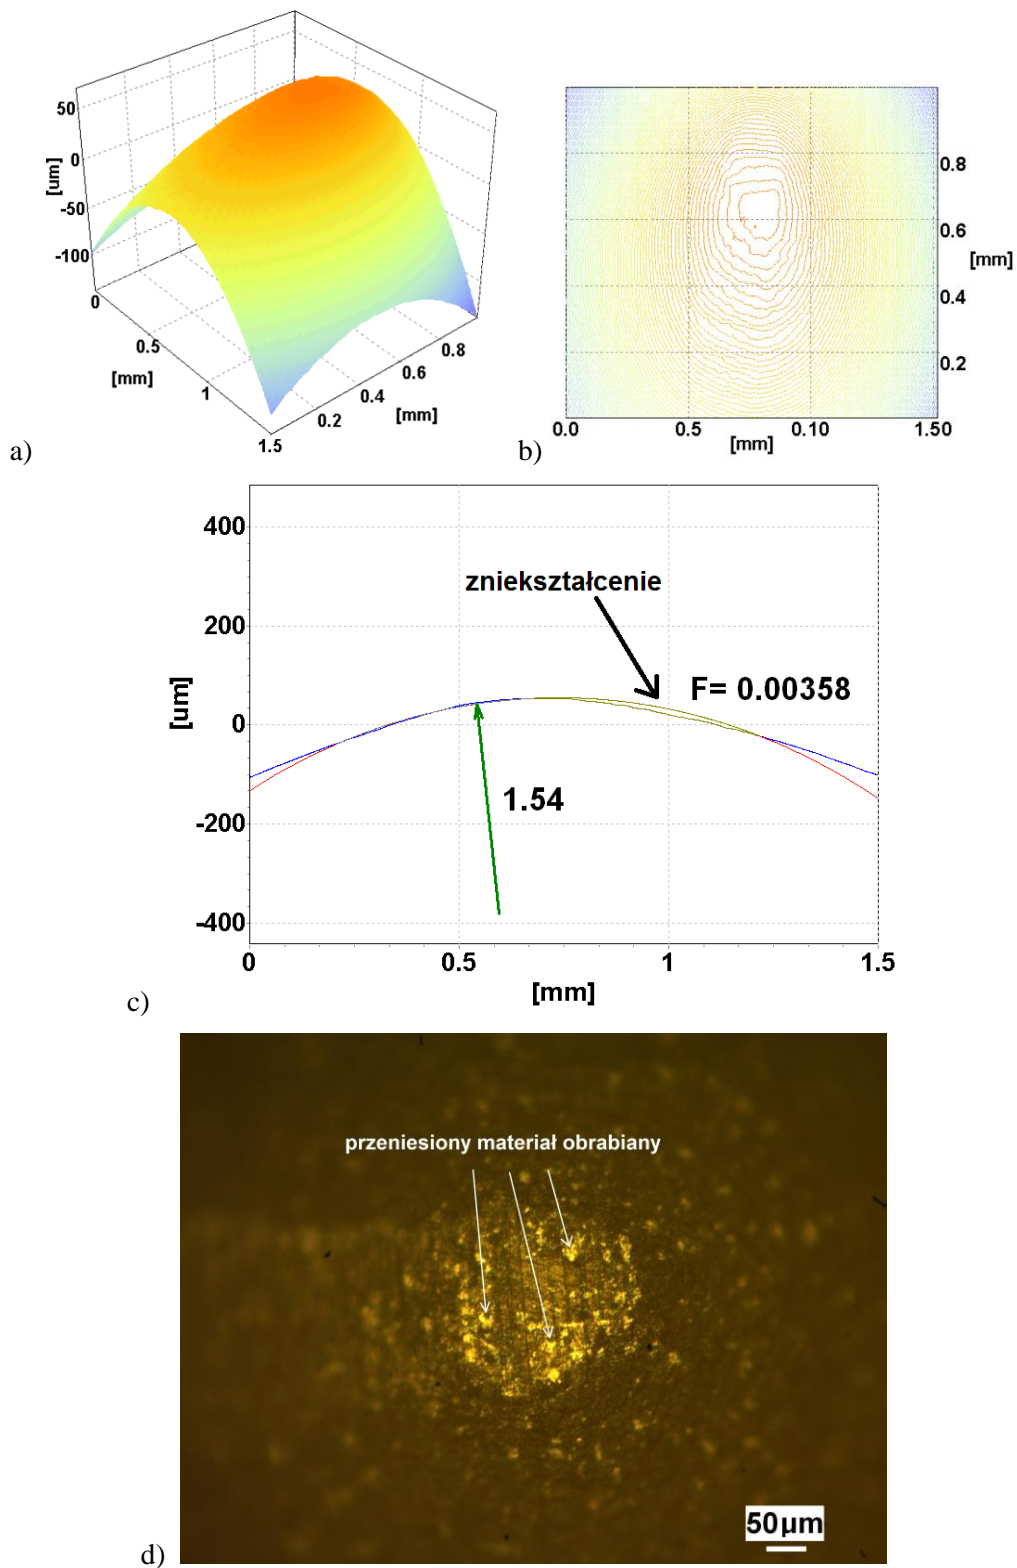 50
0
-50
-100
[um]
0
0.5
1
1.5
[mm]
0.2
0.4
0.6
0.8
[mm]
a)
0.8
0.6
0.4
0.2
[mm]
0.0
0.5
0.10
1.50
[mm]
b)
400
200
0
-200
-400
[um]
zniekształcenie
F= 0.00358
1.54
0
0.5
1
1.5
[mm]
c)
przeniesiony materiał obrabiany
50μm
d)